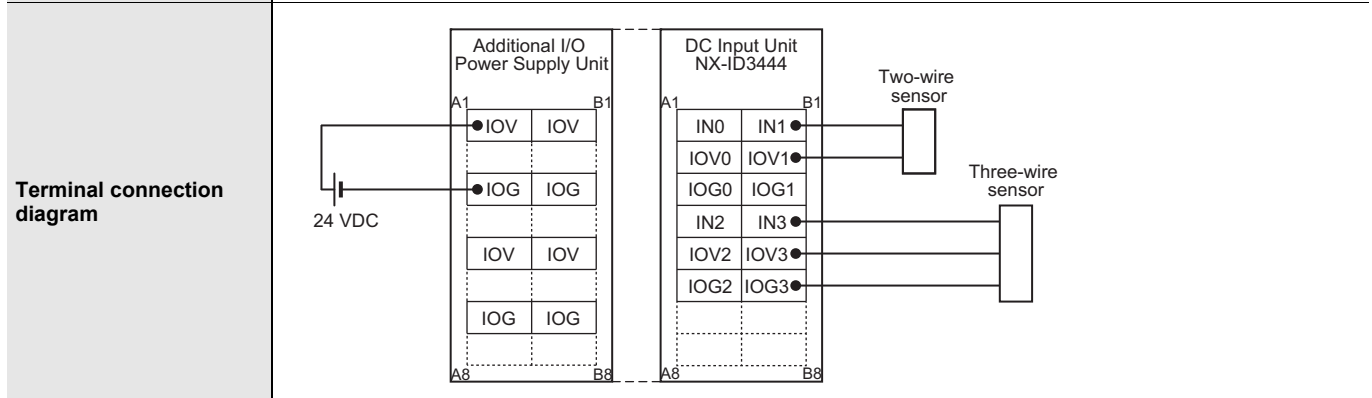 Terminal connection
diagram
Additional I/O
Power Supply Unit
A1
B1
IOV IOV
IOG IOG
IOV IOV
IOG IOG
A8
B8
24 VDC
DC Input Unit
NX-ID3444
A1
B1
IN0 IN1
IOV0 IOV1
IOG0 IOG1
IN2 IN3
IOV2 IOV3
IOG2 IOG3
A8
B8
Two-wire
sensor
Three-wire
sensor